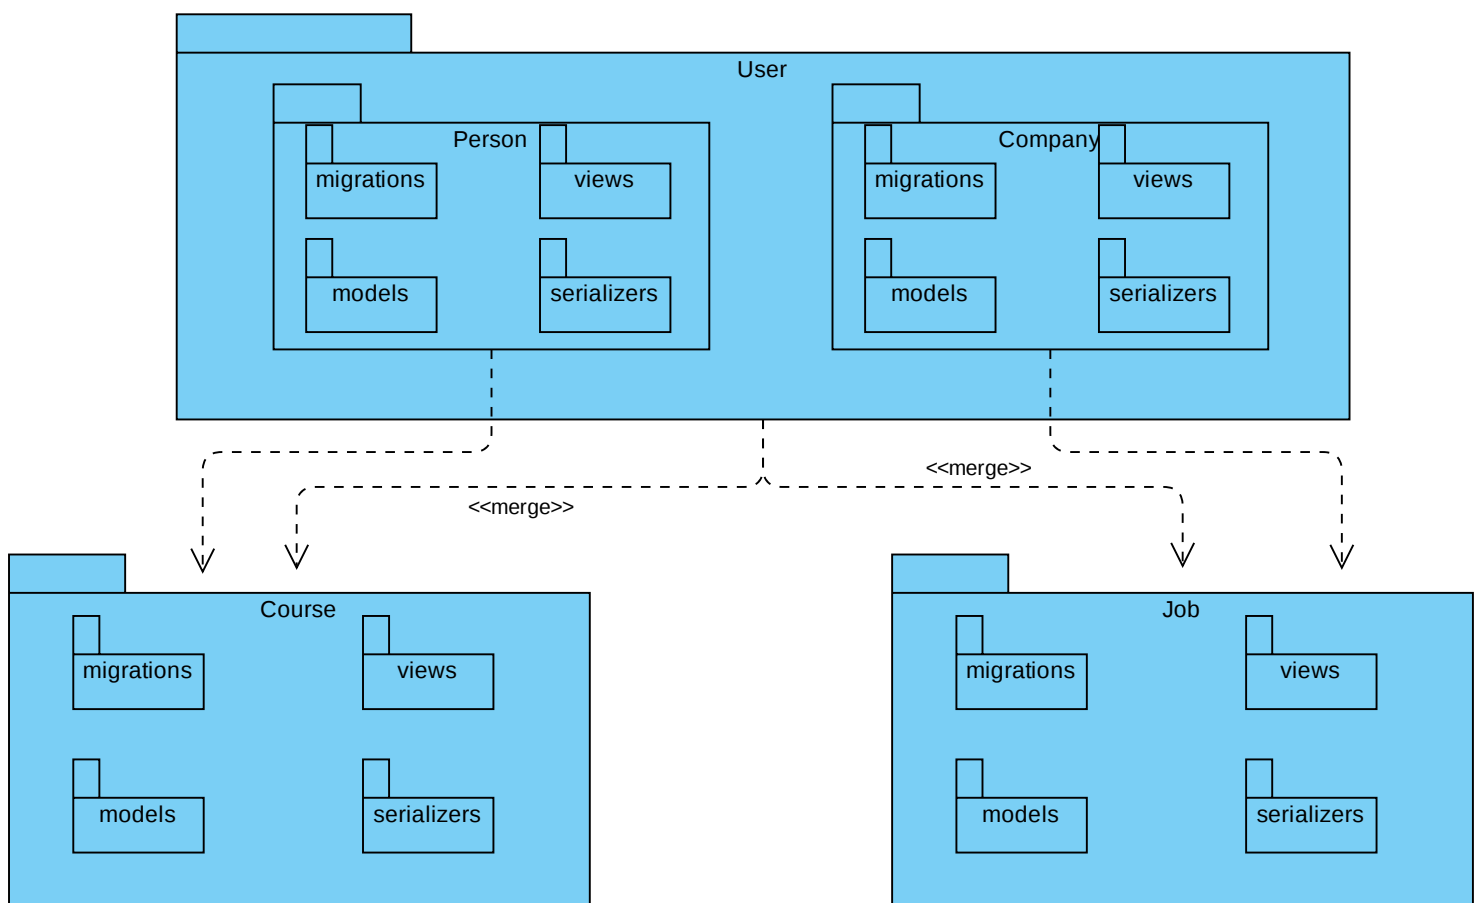 User
Person
Company
migrations
views
migrations
views
models
serializers
models
serializers
<<merge>>
<<merge>>
Course
Job
migrations
views
migrations
views
models
serializers
models
serializers